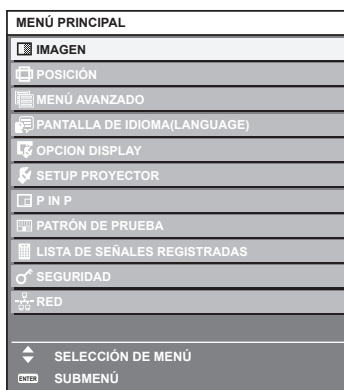 MENÚ PRINCIPAL
IMAGEN
POSICIÓN
MENÚ AVANZADO
PANTALLA DE IDIOMA(LANGUAGE)
OPCION DISPLAY
SETUP PROYECTOR
P IN P
PATRÓN DE PRUEBA
LISTA DE SEÑALES REGISTRADAS
SEGURIDAD
RED
SELECCIÓN DE MENÚ
ENTER SUBMENÚ